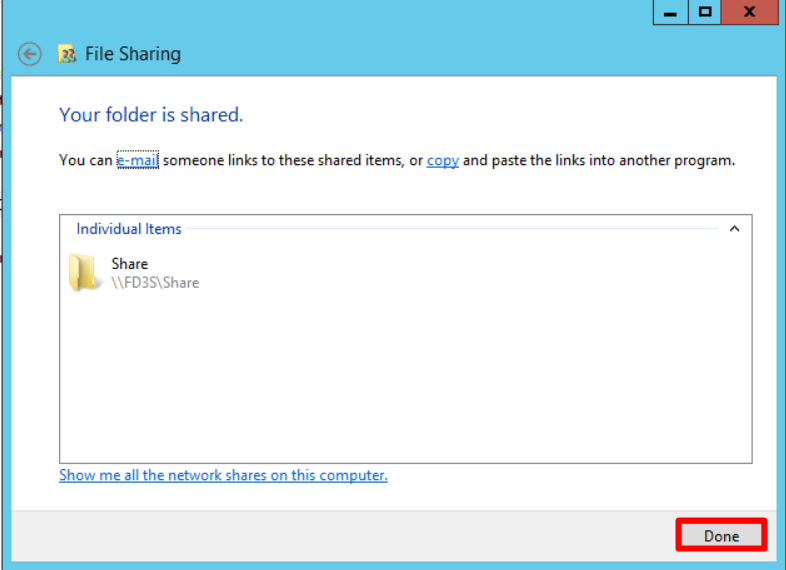 File Sharing
Your folder is shared.
You can e-mail someone links to these shared items, or copy and paste the links into another program.
Individual Items
Share
\\FD3S\Share
Show me all the network shares on this computer.
Done